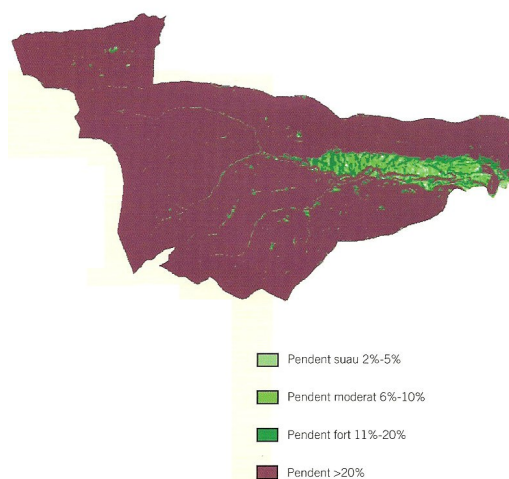 Pendent suau 2%-5%
Pendent moderat 6%-10%
Pendent fort 11%-20%
Pendent >20%